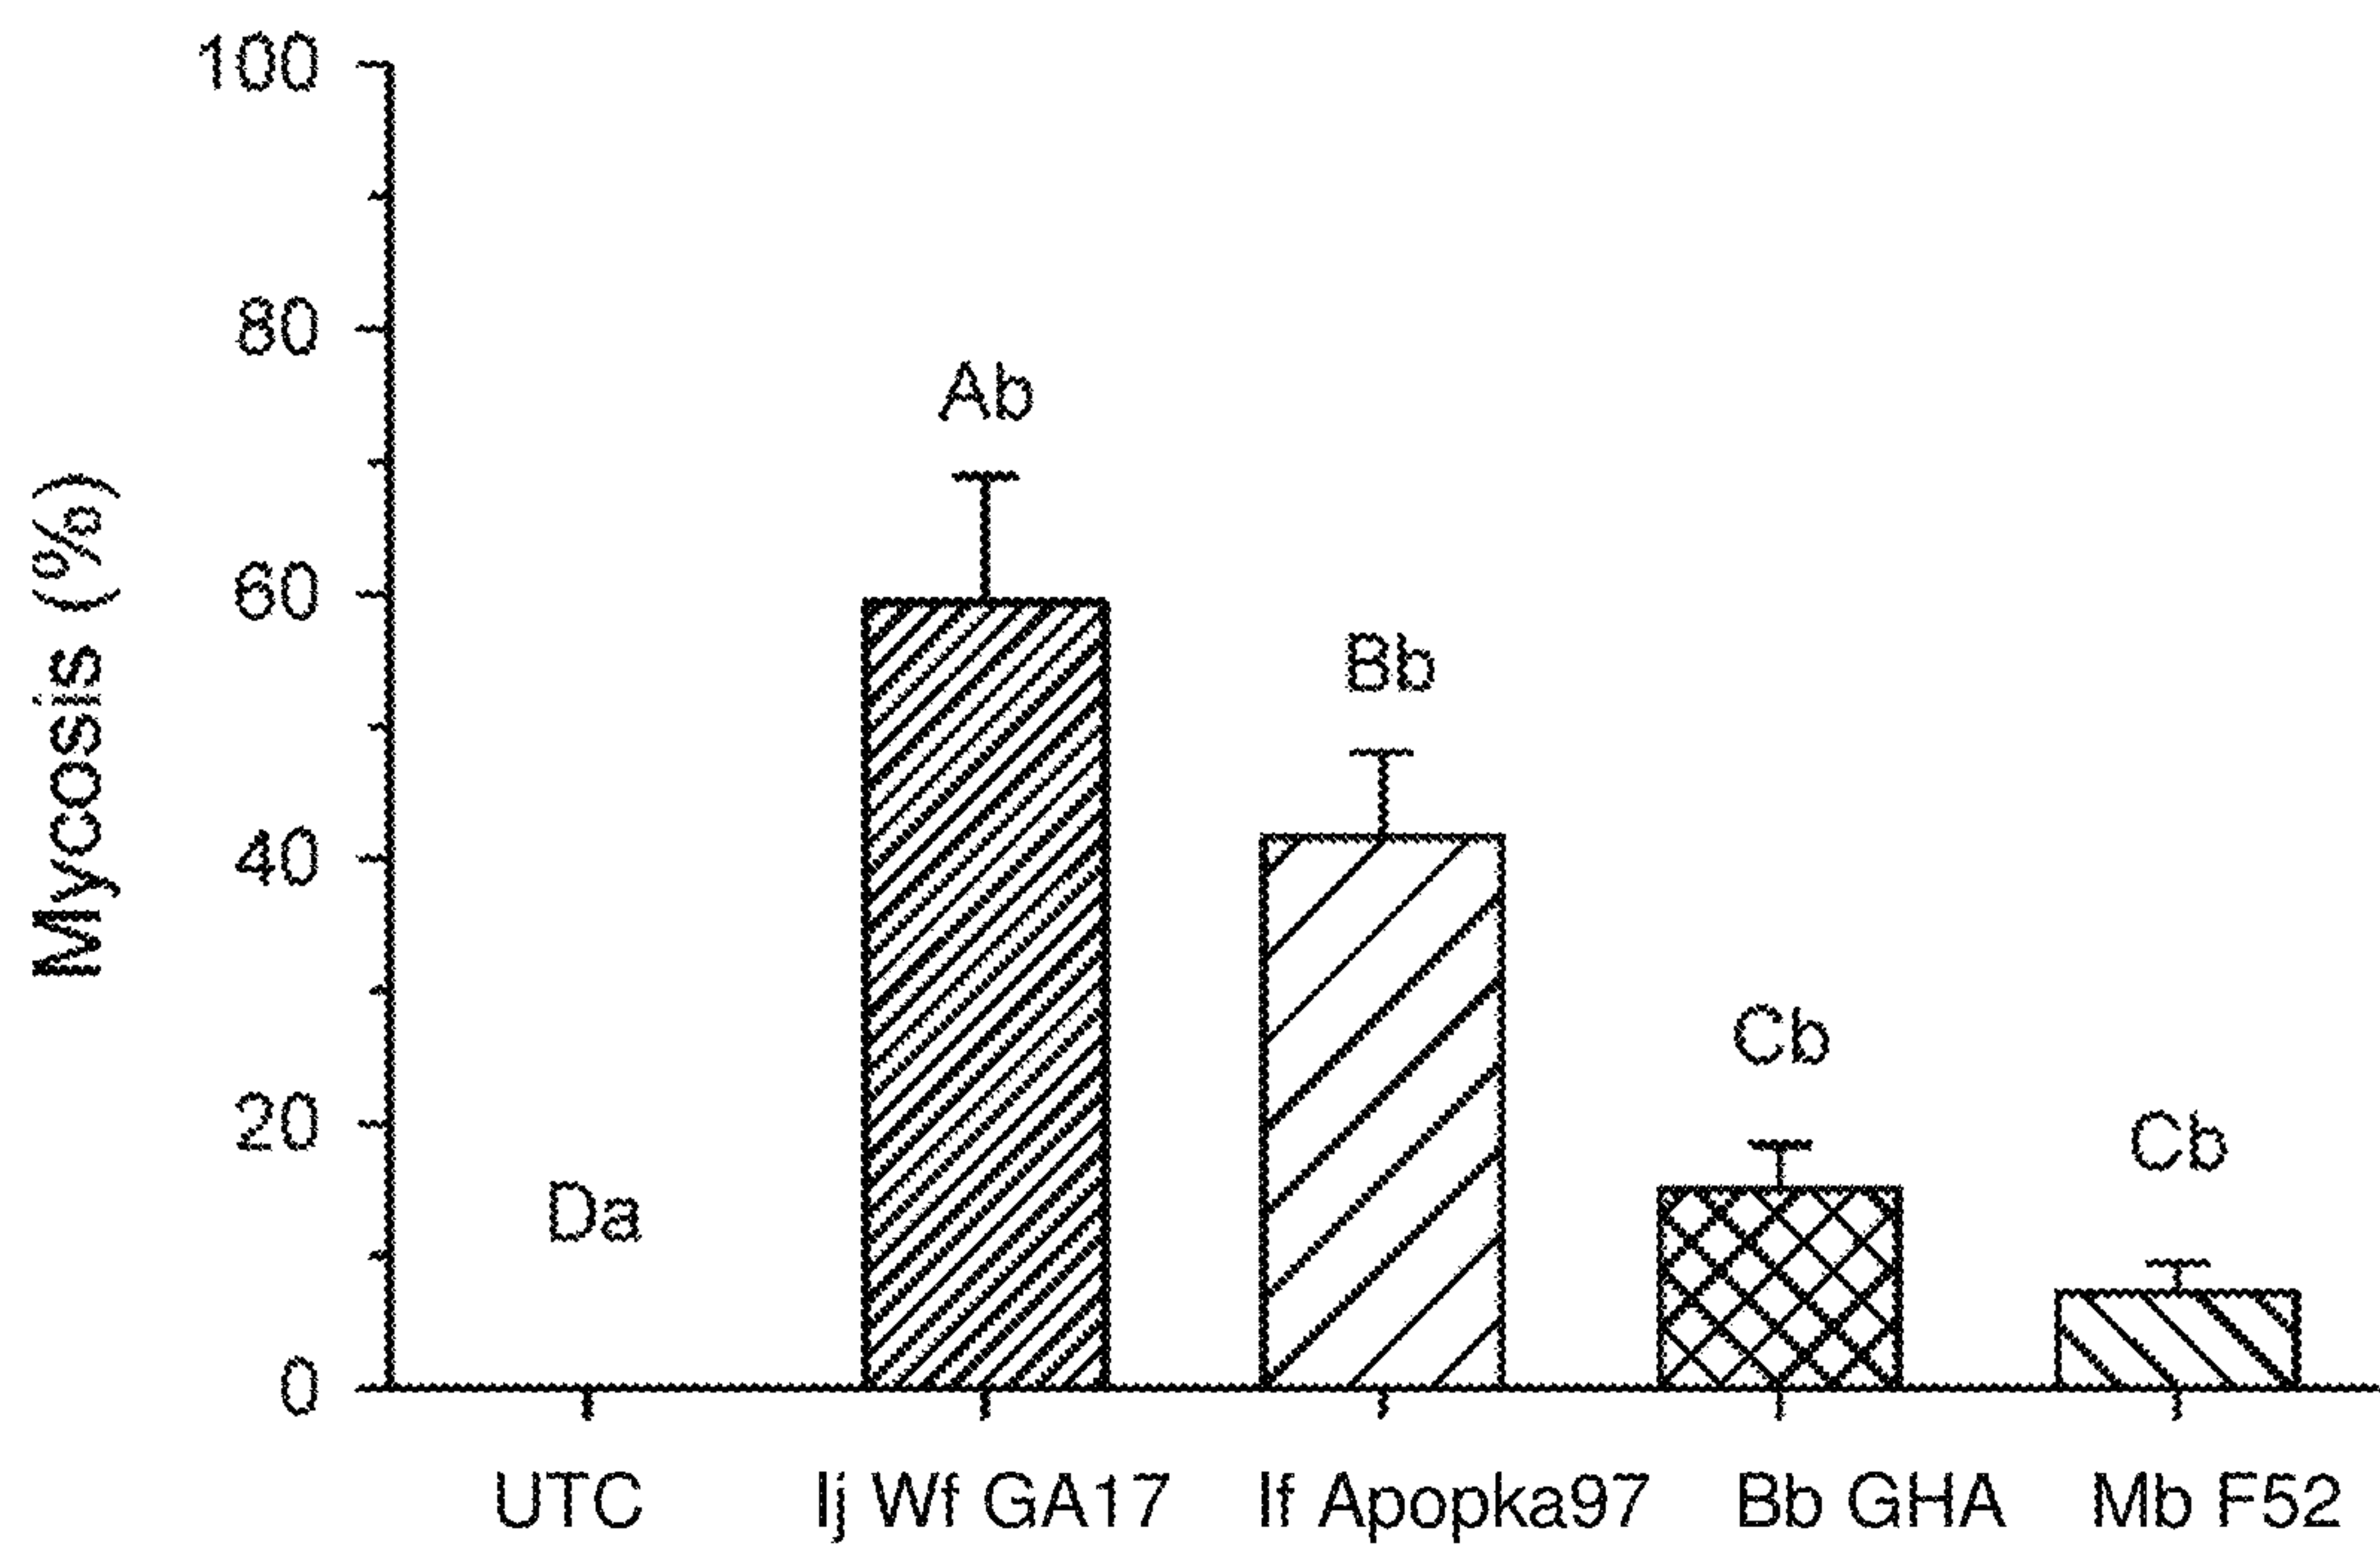 Mycosis (%)
100
80
60
40
20
0
Da
Ab
Bb
Cb
Cb
UTC
Ij Wf GA17
If Apopka97
Bb GHA
Mb F52